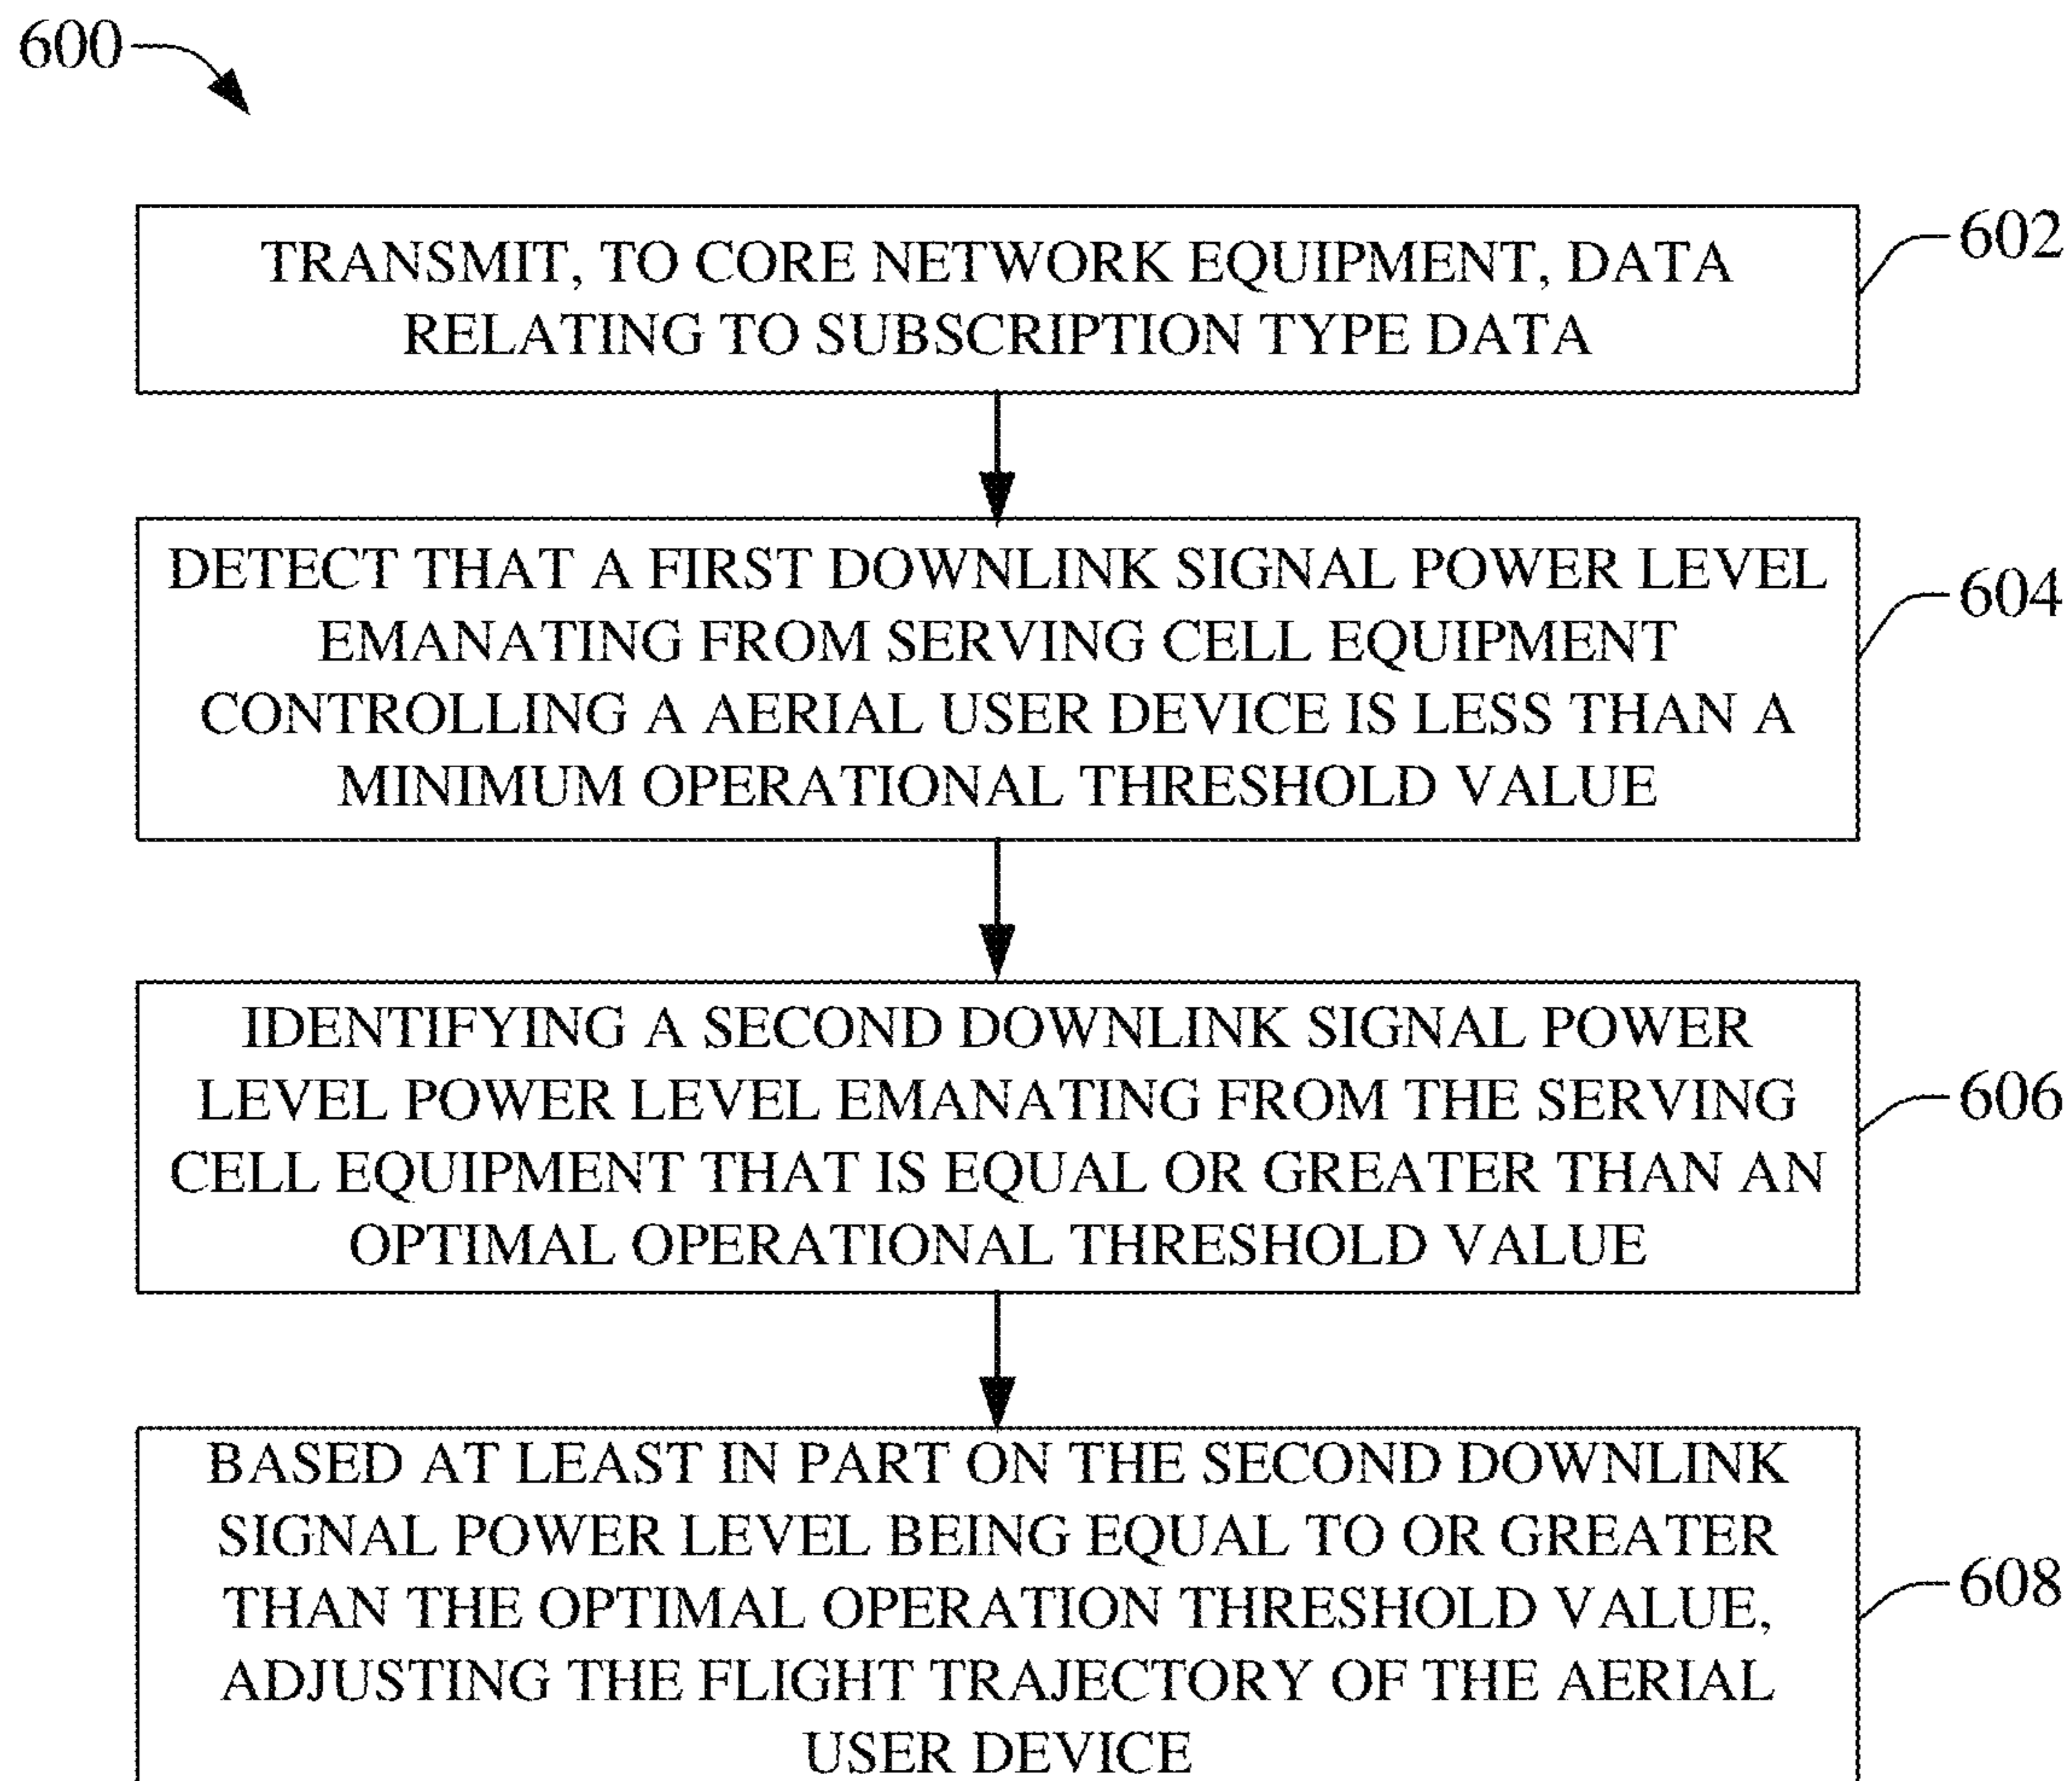 600
TRANSMIT, TO CORE NETWORK EQUIPMENT, DATA
RELATING TO SUBSCRIPTION TYPE DATA
602
DETECT THAT A FIRST DOWNLINK SIGNAL POWER LEVEL
EMANATING FROM SERVING CELL EQUIPMENT
CONTROLLING A AERIAL USER DEVICE IS LESS THAN A
MINIMUM OPERATIONAL THRESHOLD VALUE
604
IDENTIFYING A SECOND DOWNLINK SIGNAL POWER
LEVEL POWER LEVEL EMANATING FROM THE SERVING
CELL EQUIPMENT THAT IS EQUAL OR GREATER THAN AN
OPTIMAL OPERATIONAL THRESHOLD VALUE
606
BASED AT LEAST IN PART ON THE SECOND DOWNLINK
SIGNAL POWER LEVEL BEING EQUAL TO OR GREATER
THAN THE OPTIMAL OPERATION THRESHOLD VALUE,
ADJUSTING THE FLIGHT TRAJECTORY OF THE AERIAL
USER DEVICE
608